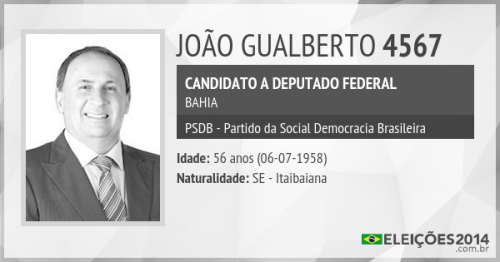 JOÃO GUALBERTO 4567
CANDIDATO A DEPUTADO FEDERAL
BAHIA
PSDB - Partido da Social Democracia Brasileira
Idade: 56 anos (06-07-1958)
Naturalidade: SE - Itaibaiana
ELEIÇÕES2014
.com.br